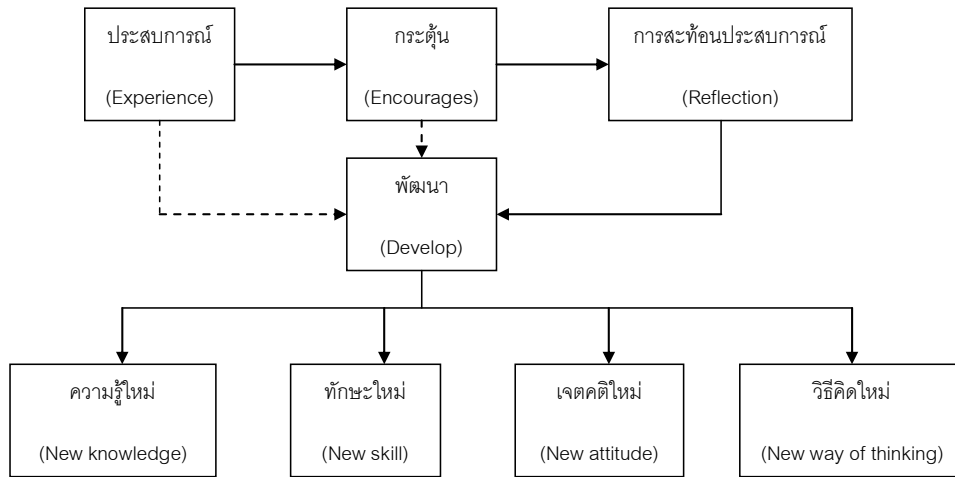 ประสบการณ์
(Experience)
กระตุ้น
(Encourages)
การสะท้อนประสบการณ์
(Reflection)
พัฒนา
(Develop)
ความรู้ใหม่
(New knowledge)
ทักษะใหม่
(New skill)
เจตคติใหม่
(New attitude)
วิธีคิดใหม่
(New way of thinking)